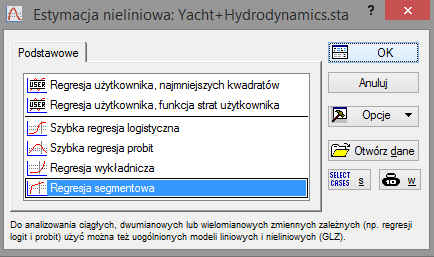 Estymacja nieliniowa: Yacht+Hydrodynamics.sta
?
Podstawowe
USER Regresja użytkownika, najmniejszych kwadratów
USER Regresja użytkownika, funkcja strat użytkownika
Szybka regresja logistyczna
Szybka regresja probit
Regresja wykładnicza
Regresja segmentowa
OK
Anuluj
Opcje
Otwórz dane
SELECT CASES s
w
Do analizowania ciągłych, dwumianowych lub wielomianowych zmiennych zależnych (np. regresji
logit i probit) użyć można też uogólnionych modeli liniowych i nieliniowych (GLZ).